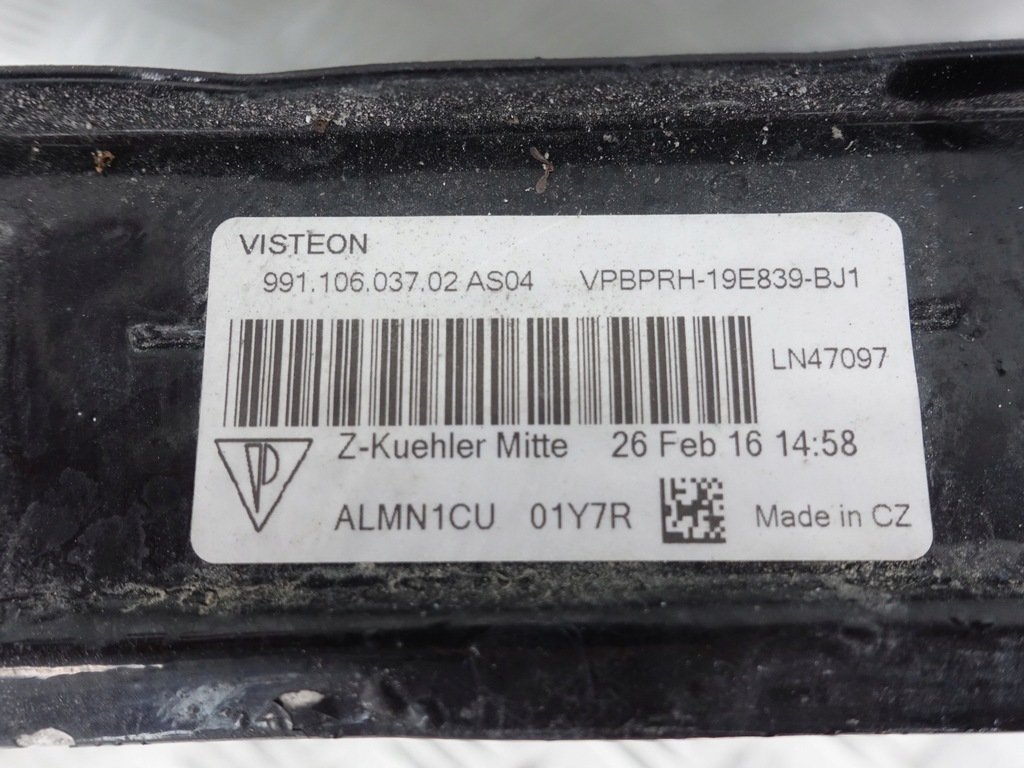 VISTEON
991.106.037.02 AS04 VPBPRH-19E839-BJ1
LN47097
Z-Kuehler Mitte 26 Feb 16 14:58
ALMN1CU 01Y7R Made in CZ